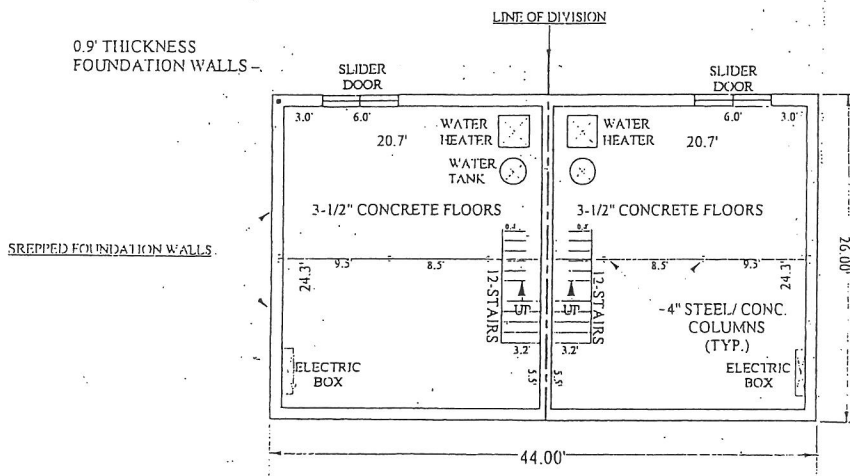 LINE OF DIVISION
0.9' THICKNESS
FOUNDATION WALLS
SLIDER
DOOR
SLIDER
DOOR
3.0'
6.0'
6.0'
3.0'
WATER
HEATER
WATER
HEATER
20.7'
20.7'
WATER
TANK
3-1/2" CONCRETE FLOORS
3-1/2" CONCRETE FLOORS
SREPPED FOUNDATION WALLS
9.3'
8.5'
8.5'
9.3'
24.3'
24.3'
12-STAIRS
12-STAIRS
UP
UP
26.00'
4" STEEL/ CONC.
COLUMNS
(TYP.)
3.2'
3.2'
5.5'
5.5'
ELECTRIC
BOX
ELECTRIC
BOX
44.00'